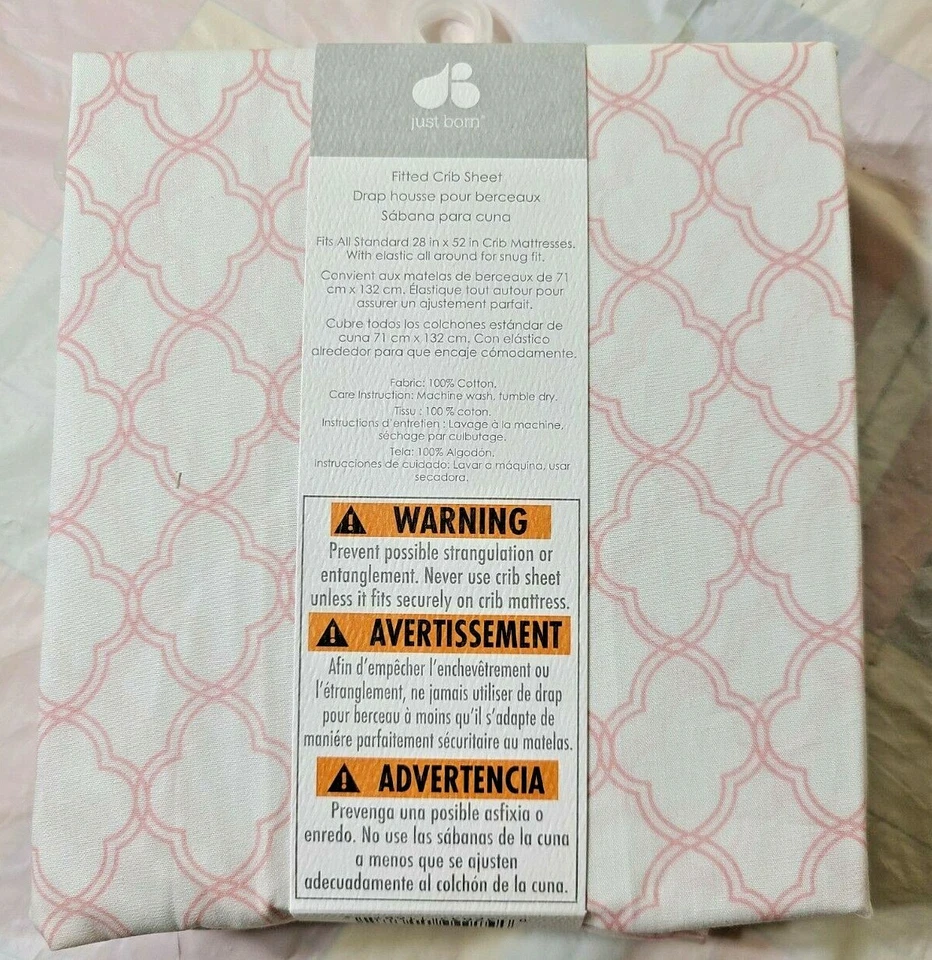 just born
Fitted Crib Sheet
Drap housse pour berceaux
Sábana para cuna
Fits All Standard 28 in x 52 in Crib Mattresses.
With elastic all around for snug fit.
Convient aux matelas de berceaux de 71
cm x 132 cm. Élastique tout autour pour
assurer un ajustement parfait.
Cubre todos los colchones estándar de
cuna 71 cm x 132 cm. Con elástico
alrededor para que encaje cómodamente.
Fabric: 100% Cotton.
Care Instruction: Machine wash, tumble dry.
Tissu : 100 % coton.
Instructions d'entretien : Lavage à la machine,
séchage par culbutage.
Tela: 100% Algodón.
Instrucciones de cuidado: Lavar a máquina, usar
secadora.
WARNING
Prevent possible strangulation or
entanglement. Never use crib sheet
unless it fits securely on crib mattress.
AVERTISSEMENT
Afin d'empêcher l'enchevêtrement ou
l'étranglement, ne jamais utiliser de drap
pour berceau à moins qu'il s'adapte de
maniére parfaitement sécuritaire au matelas.
ADVERTENCIA
Prevenga una posible asfixia o
enredo. No use las sábanas de la cuna
a menos que se ajusten
adecuadamente al colchón de la cuna.